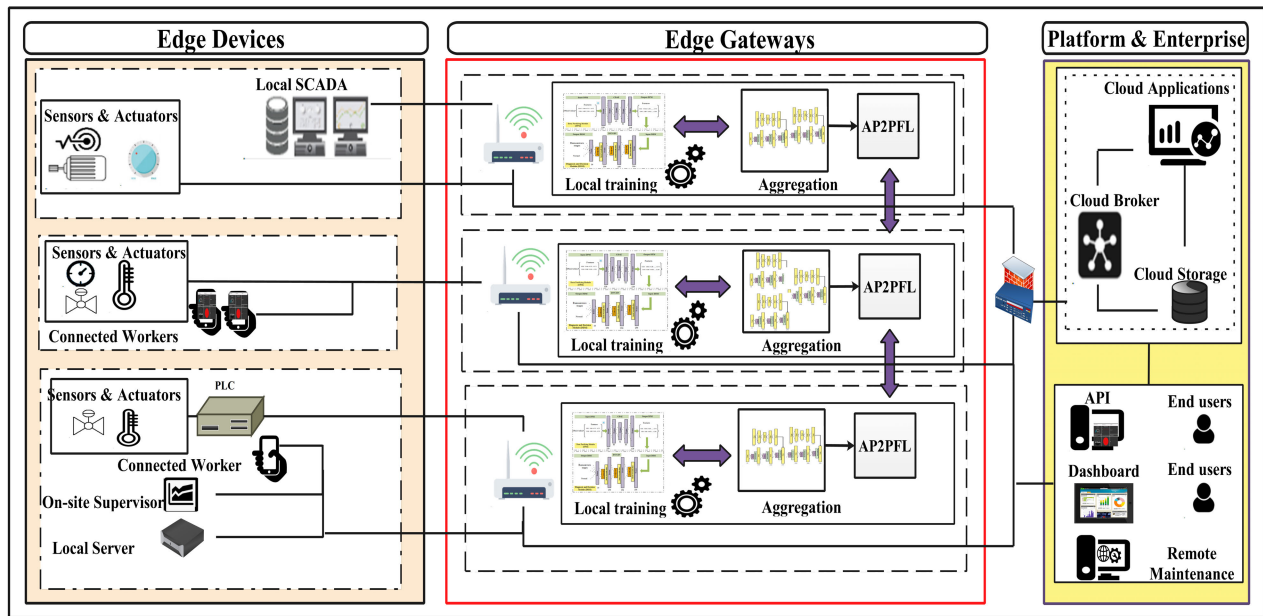 Edge Devices
Edge Gateways
Platform & Enterprise
Local SCADA
Sensors & Actuators
Local training
Aggregation
AP2PFL
Cloud Applications
Cloud Broker
Cloud Storage
Sensors & Actuators
Connected Workers
Local training
Aggregation
AP2PFL
Sensors & Actuators
PLC
Connected Worker
On-site Supervisor
Local Server
Local training
Aggregation
AP2PFL
API
End users
Dashboard
End users
Remote
Maintenance